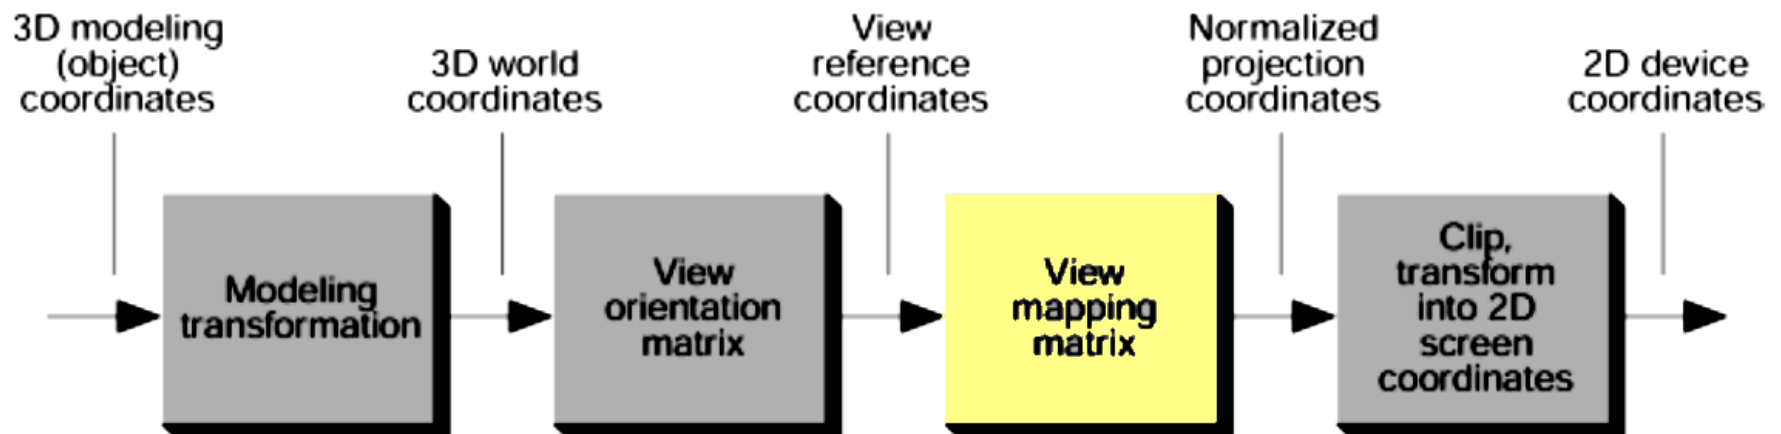 3D modeling
(object)
coordinates
3D world
coordinates
View
reference
coordinates
Normalized
projection
coordinates
2D device
coordinates
Modeling
transformation
View
orientation
matrix
View
mapping
matrix
Clip,
transform
into 2D
screen
coordinates